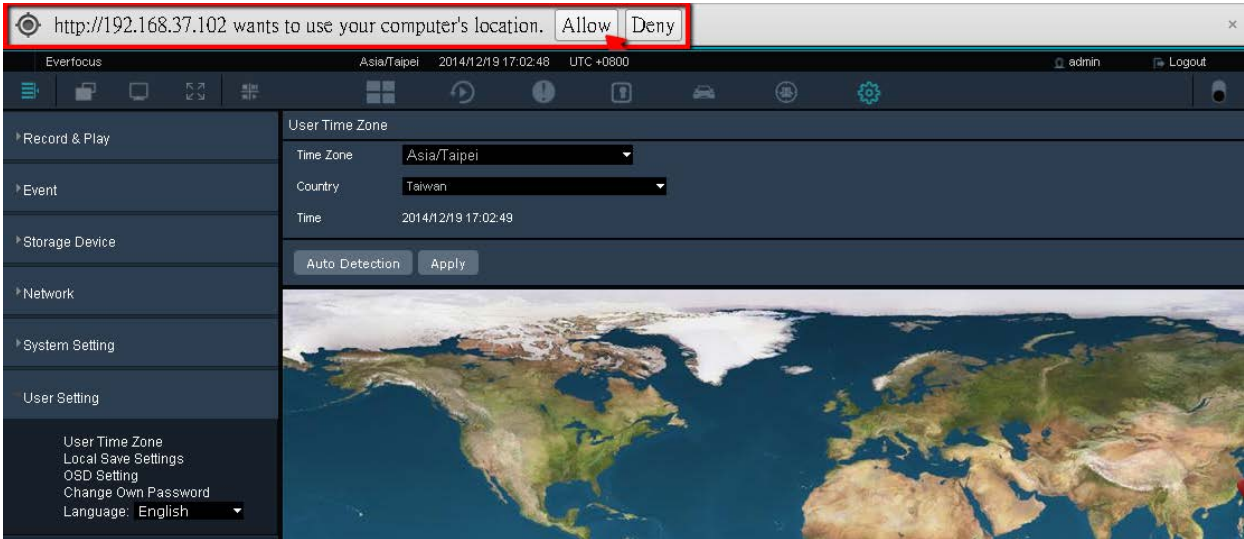 http://192.168.37.102 wants to use your computer's location. Allow Deny ×
Everfocus Asia/Taipei 2014/12/19 17:02:48 UTC +0800 admin Logout
User Time Zone
Record & Play
Time Zone Asia/Taipei
Event
Country Taiwan
Time 2014/12/19 17:02:49
Storage Device
Auto Detection Apply
Network
System Setting
User Setting
User Time Zone
Local Save Settings
OSD Setting
Change Own Password
Language: English